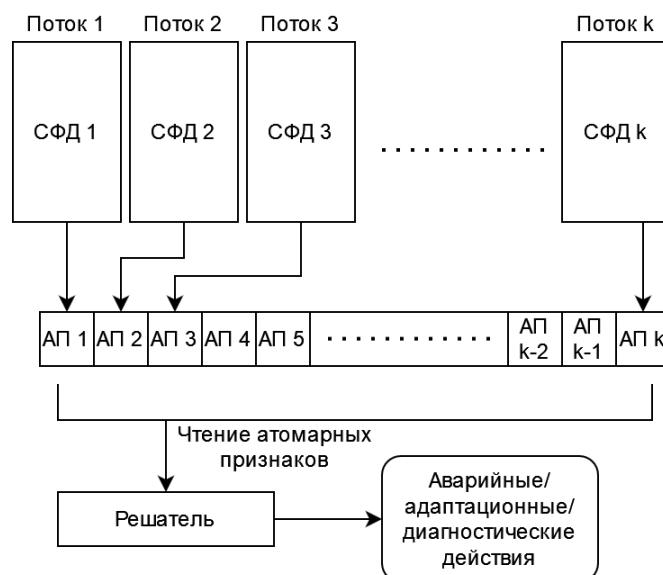 Поток 1
Поток 2
Поток 3
Поток k
СФД 1
СФД 2
СФД 3
СФД k
АП 1
АП 2
АП 3
АП 4
АП 5
АП
k-2
АП
k-1
АП k
Чтение атомарных
признаков
Решатель
Аварийные/
адаптационные/
диагностические
действия